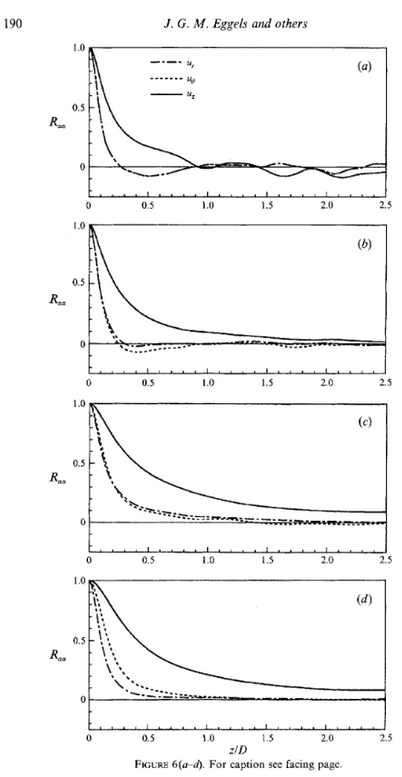 190
J. G. M. Eggels and others
1.0
(a)
u_r
u_θ
u_z
0.5
R_αα
0
0 0.5 1.0 1.5 2.0 2.5
1.0
(b)
0.5
R_αα
0
0 0.5 1.0 1.5 2.0 2.5
1.0
(c)
0.5
R_αα
0
0 0.5 1.0 1.5 2.0 2.5
1.0
(d)
0.5
R_αα
0
0 0.5 1.0 1.5 2.0 2.5
z/D
FIGURE 6(a–d). For caption see facing page.